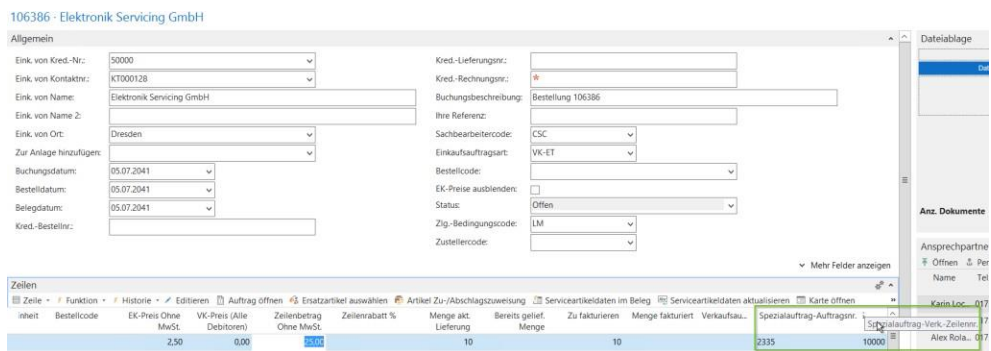 106386 · Elektronik Servicing GmbH
Allgemein
Eink. von Kred.-Nr.: 50000
Eink. von Kontaktnr.: KT000128
Eink. von Name: Elektronik Servicing GmbH
Eink. von Name 2:
Eink. von Ort: Dresden
Zur Anlage hinzufügen:
Buchungsdatum: 05.07.2041
Bestelldatum: 05.07.2041
Belegdatum: 05.07.2041
Kred.-Bestellnr.:
Kred.-Lieferungsnr.:
Kred.-Rechnungsnr.: *
Buchungsbeschreibung: Bestellung 106386
Ihre Referenz:
Sachbearbeitercode: CSC
Einkaufsauftragsart: VK-ET
Bestellcode:
EK-Preise ausblenden:
Status: Offen
Zlg.-Bedingungscode: LM
Zustellercode:
Mehr Felder anzeigen
Dateiablage
Dat
Anz. Dokumente
Ansprechpartne
Öffnen Per
Name Tel
Karin Loc... 017
Alex Rola... 017
Zeilen
Zeile Funktion Historie Editieren Auftrag öffnen Ersatzartikel auswählen Artikel Zu-/Abschlagszuweisung Serviceartikeldaten im Beleg Serviceartikeldaten aktualisieren Karte öffnen
inheit Bestellcode EK-Preis Ohne MwSt. VK-Preis (Alle Debitoren) Zeilenbetrag Ohne MwSt. Zeilenrabatt % Menge akt. Lieferung Bereits gelief. Menge Zu fakturieren Menge fakturiert Verkaufsau... Spezialauftrag-Auftragsnr.
Spezialauftrag-Verk.-Zeilennr.
2,50 0,00 25,00 10 10 2335 10000